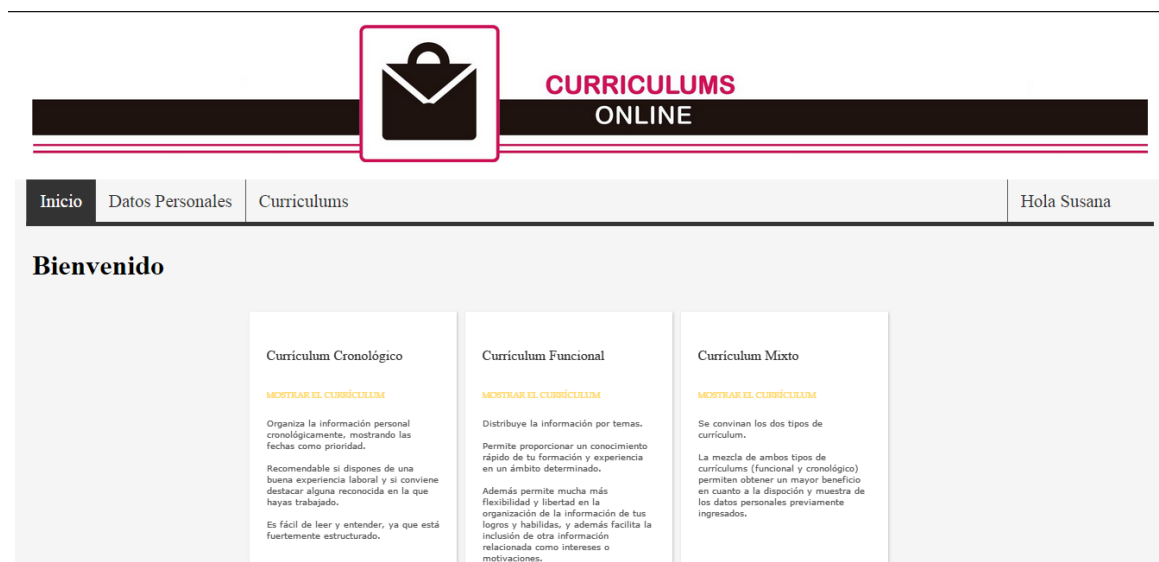 CURRICULUMS
ONLINE
Inicio
Datos Personales
Curriculums
Hola Susana
Bienvenido
Currículum Cronológico
MOSTRAR EL CURRÍCULUM
Organiza la información personal
cronológicamente, mostrando las
fechas como prioridad.
Recomendable si dispones de una
buena experiencia laboral y si conviene
destacar alguna reconocida en la que
hayas trabajado.
Es fácil de leer y entender, ya que está
fuertemente estructurado.
Currículum Funcional
MOSTRAR EL CURRÍCULUM
Distribuye la información por temas.
Permite proporcionar un conocimiento
rápido de tu formación y experiencia
en un ámbito determinado.
Además permite mucha más
flexibilidad y libertad en la
organización de la información de tus
logros y habilidas, y además facilita la
inclusión de otra información
relacionada como intereses o
motivaciones.
Currículum Mixto
MOSTRAR EL CURRÍCULUM
Se convinan los dos tipos de
currículum.
La mezcla de ambos tipos de
currículums (funcional y cronológico)
permiten obtener un mayor beneficio
en cuanto a la dispoción y muestra de
los datos personales previamente
ingresados.